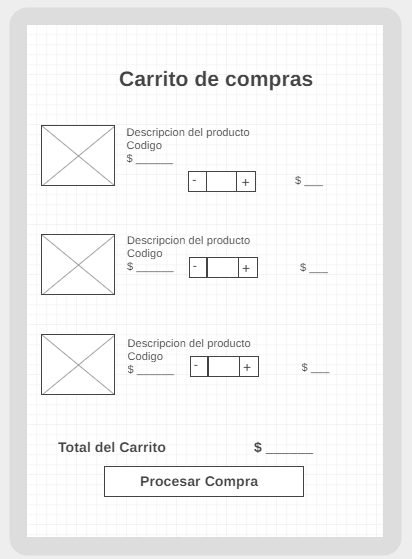 Carrito de compras
Descripcion del producto
Codigo
$ ______
- + $ ___
Descripcion del producto
Codigo
$ ______ - + $ ___
Descripcion del producto
Codigo
$ ______ - + $ ___
Total del Carrito $ ______
Procesar Compra